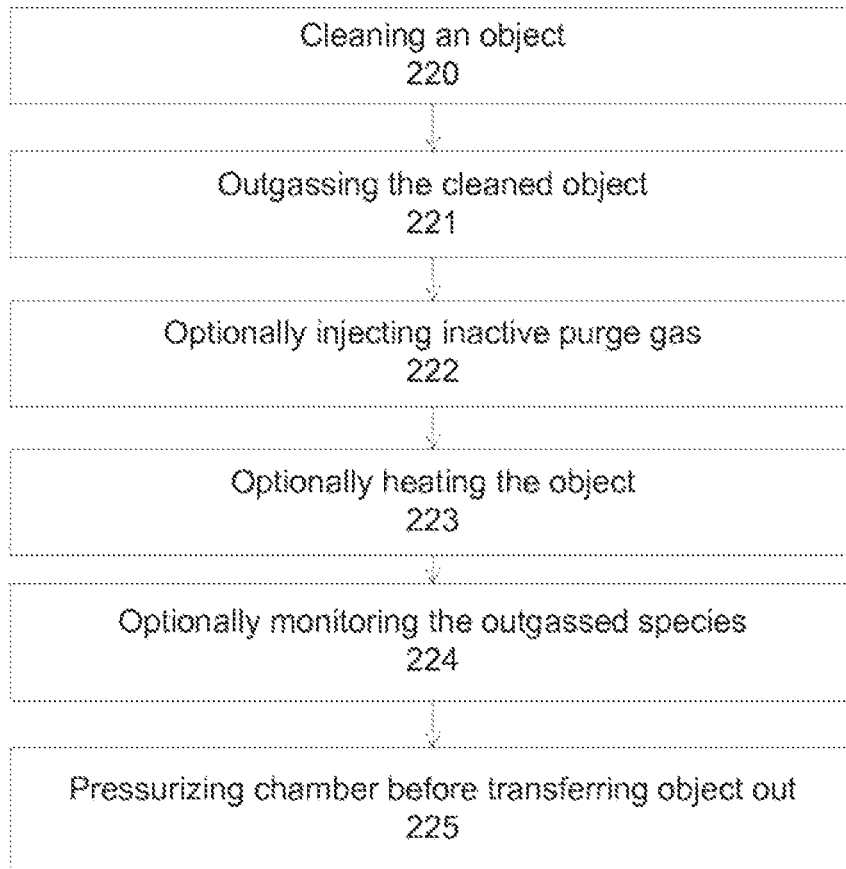 Cleaning an object
220
Outgassing the cleaned object
221
Optionally injecting inactive purge gas
222
Optionally heating the object
223
Optionally monitoring the outgassed species
224
Pressurizing chamber before transferring object out
225